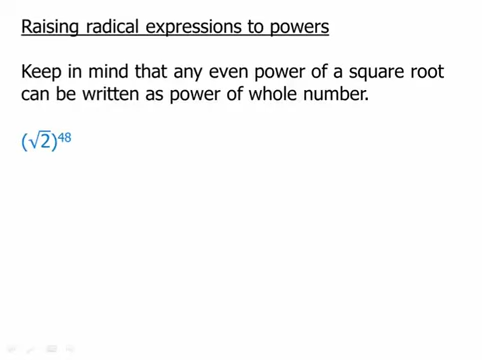 Raising radical expressions to powers
Keep in mind that any even power of a square root
can be written as power of whole number.
(√2)⁴⁸